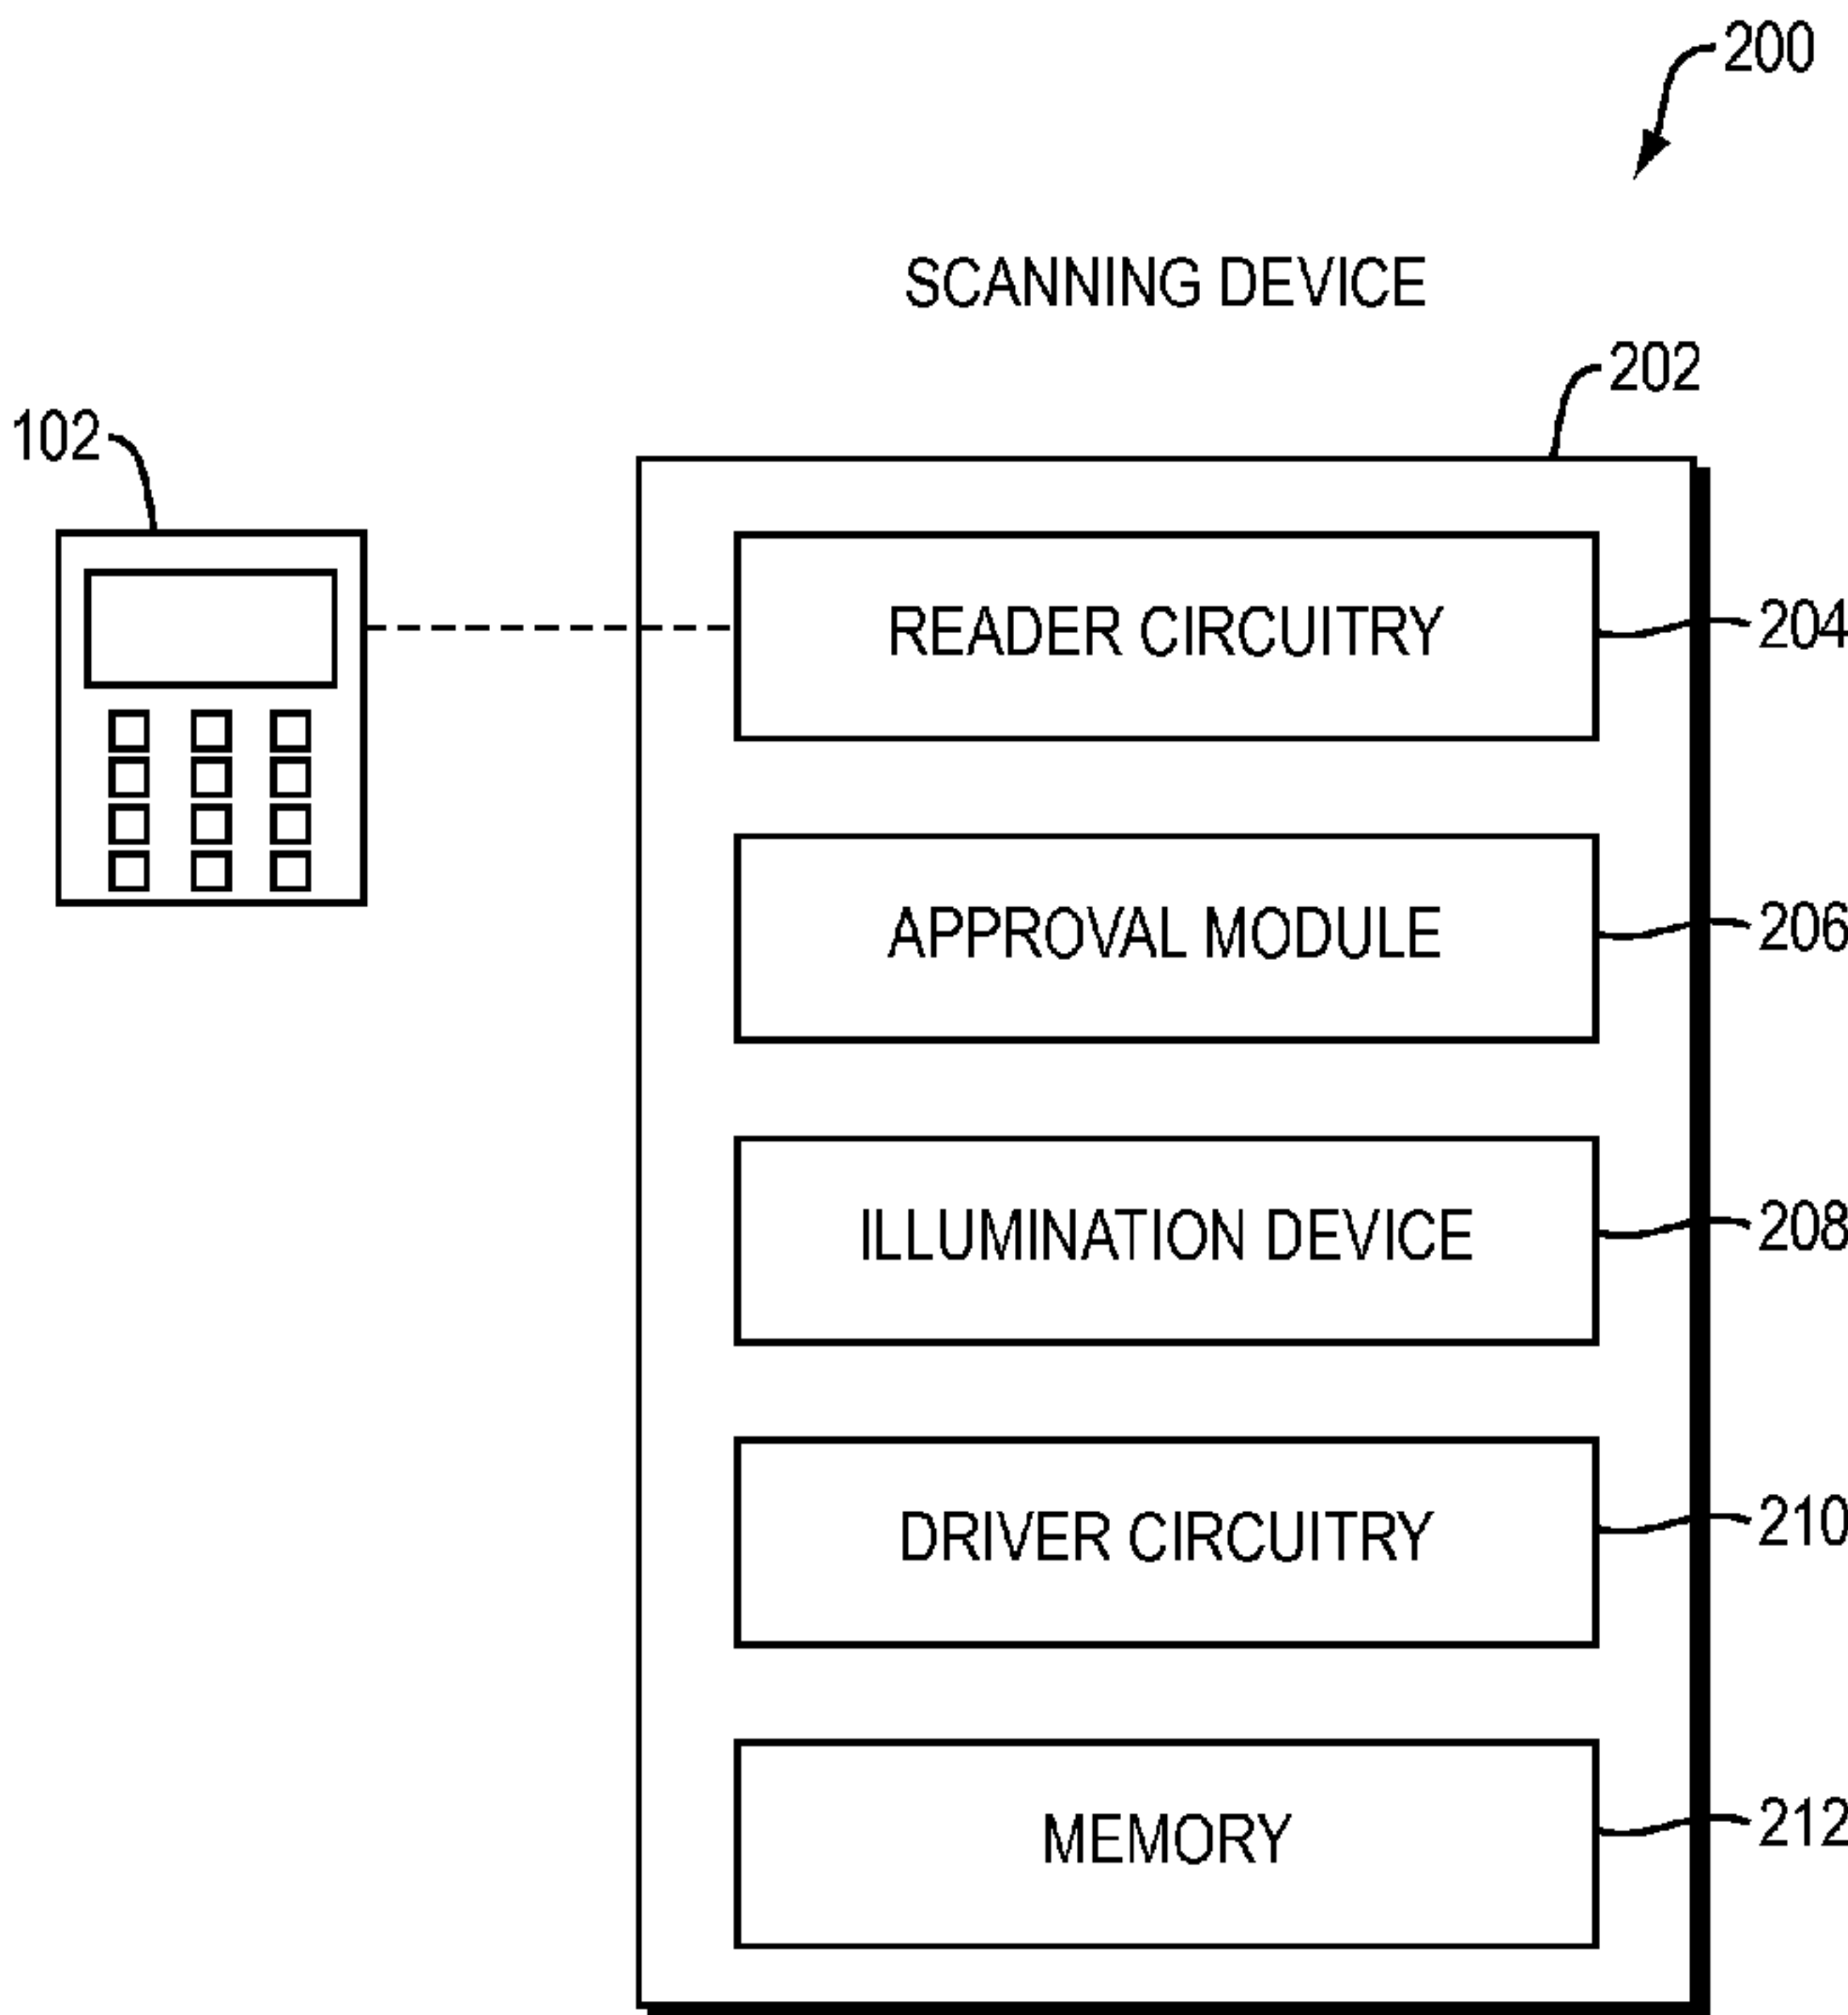 200
SCANNING DEVICE
202
102
READER CIRCUITRY
204
APPROVAL MODULE
206
ILLUMINATION DEVICE
208
DRIVER CIRCUITRY
210
MEMORY
212